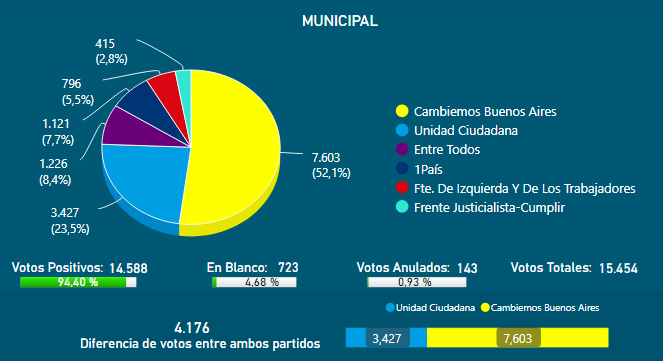 MUNICIPAL
415
(2,8%)
796
(5,5%)
1.121
(7,7%)
1.226
(8,4%)
3.427
(23,5%)
7.603
(52,1%)
Cambiemos Buenos Aires
Unidad Ciudadana
Entre Todos
1País
Fte. De Izquierda Y De Los Trabajadores
Frente Justicialista-Cumplir
Votos Positivos: 14.588
94,40 %
En Blanco: 723
4,68 %
Votos Anulados: 143
0,93 %
Votos Totales: 15.454
4.176
Diferencia de votos entre ambos partidos
Unidad Ciudadana Cambiemos Buenos Aires
3,427 7,603